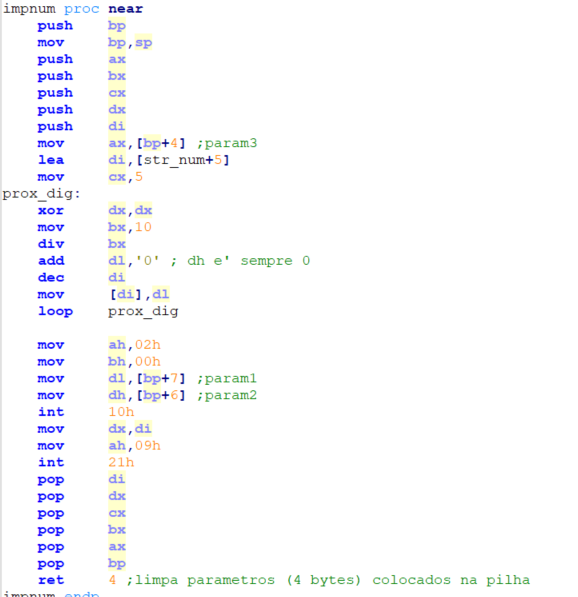 impnum proc near
push bp
mov bp,sp
push ax
push bx
push cx
push dx
push di
mov ax,[bp+4] ;param3
lea di,[str_num+5]
mov cx,5
prox_dig:
xor dx,dx
mov bx,10
div bx
add dl,'0' ; dh e' sempre 0
dec di
mov [di],dl
loop prox_dig
mov ah,02h
mov bh,00h
mov dl,[bp+7] ;param1
mov dh,[bp+6] ;param2
int 10h
mov dx,di
mov ah,09h
int 21h
pop di
pop dx
pop cx
pop bx
pop ax
pop bp
ret 4 ;limpa parametros (4 bytes) colocados na pilha
impnum endp